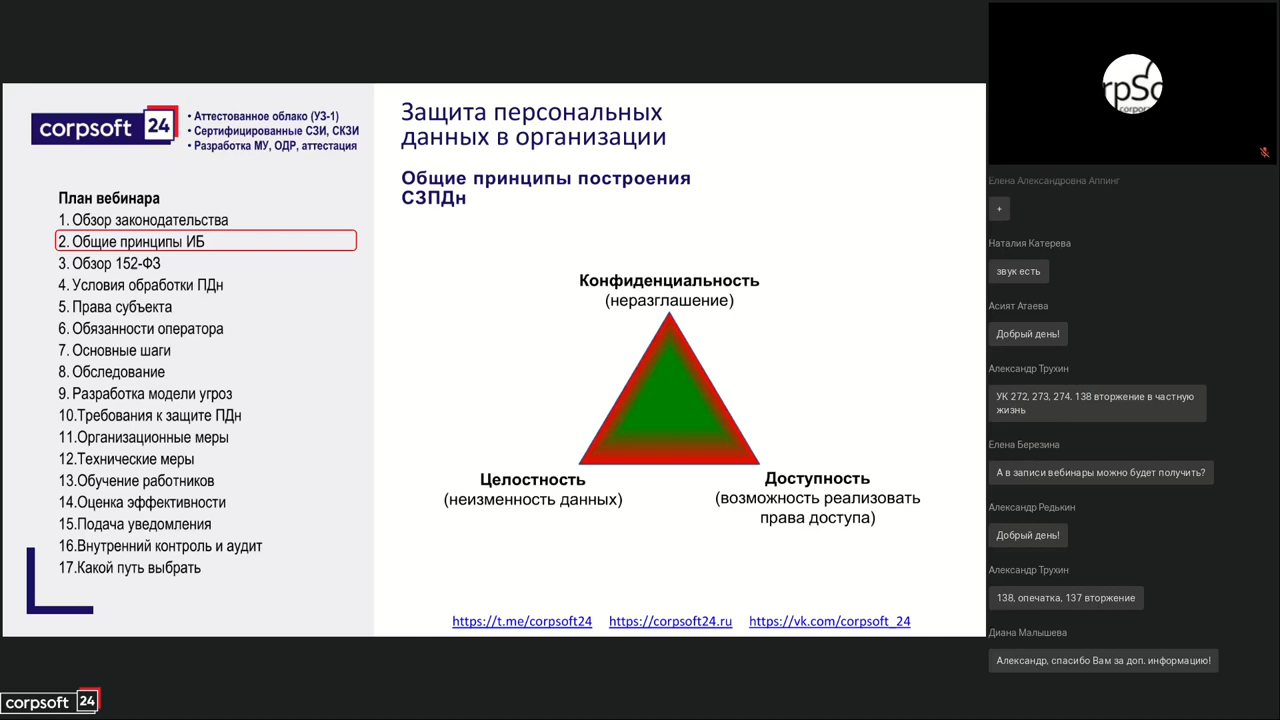 corpsoft 24
• Аттестованное облако (УЗ-1)
• Сертифицированные СЗИ, СКЗИ
• Разработка МУ, ОДР, аттестация
План вебинара
1. Обзор законодательства
2. Общие принципы ИБ
3. Обзор 152-ФЗ
4. Условия обработки ПДн
5. Права субъекта
6. Обязанности оператора
7. Основные шаги
8. Обследование
9. Разработка модели угроз
10.Требования к защите ПДн
11.Организационные меры
12.Технические меры
13.Обучение работников
14.Оценка эффективности
15.Подача уведомления
16.Внутренний контроль и аудит
17.Какой путь выбрать
Защита персональных
данных в организации
Общие принципы построения
СЗПДн
Конфиденциальность
(неразглашение)
Целостность
(неизменность данных)
Доступность
(возможность реализовать
права доступа)
https://t.me/corpsoft24 https://corpsoft24.ru https://vk.com/corpsoft_24
corpsoft 24
rpSo
corporc
Елена Александровна Аппинг
+
Наталия Катерева
звук есть
Асият Атаева
Добрый день!
Александр Трухин
УК 272, 273, 274. 138 вторжение в частную
жизнь
Елена Березина
А в записи вебинары можно будет получить?
Александр Редькин
Добрый день!
Александр Трухин
138, опечатка, 137 вторжение
Диана Малышева
Александр, спасибо Вам за доп. информацию!